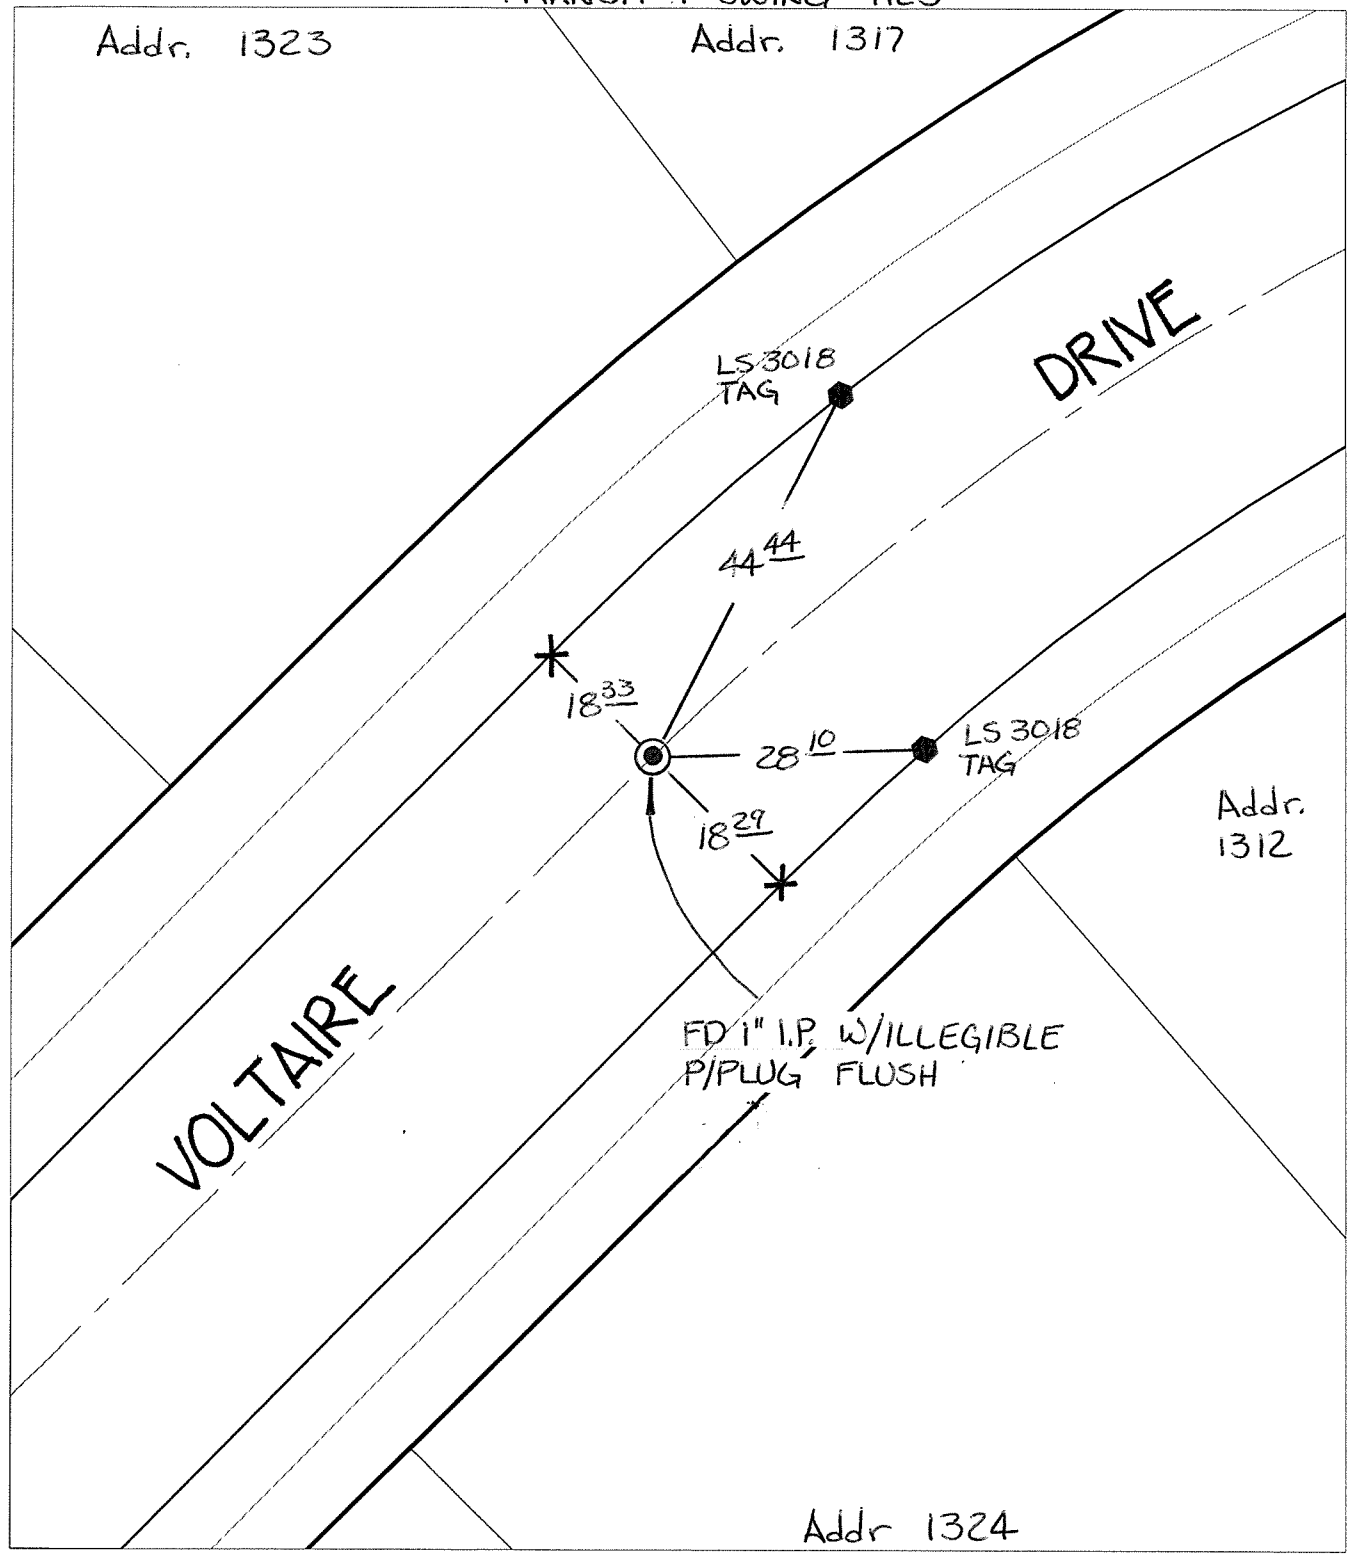 Addr. 1323
Addr. 1317
DRIVE
LS 3018
TAG
44 44
18 33
28 10
LS 3018
TAG
18 29
Addr.
1312
VOLTAIRE
FD 1" I.P. W/ILLEGIBLE
P/PLUG FLUSH
Addr 1324